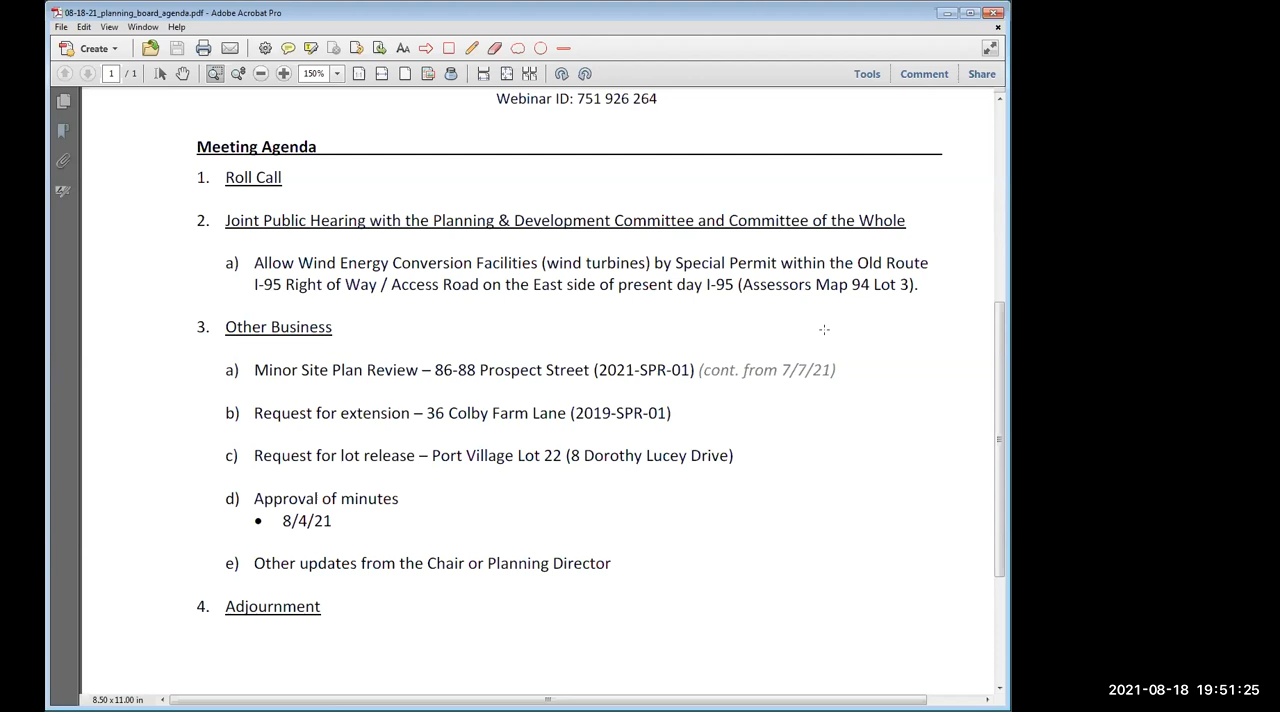 08-18-21_planning_board_agenda.pdf - Adobe Acrobat Pro
File Edit View Window Help
Create
1 / 1 150% Tools Comment Share
Webinar ID: 751 926 264
Meeting Agenda
1. Roll Call
2. Joint Public Hearing with the Planning & Development Committee and Committee of the Whole
a) Allow Wind Energy Conversion Facilities (wind turbines) by Special Permit within the Old Route
I-95 Right of Way / Access Road on the East side of present day I-95 (Assessors Map 94 Lot 3).
3. Other Business
a) Minor Site Plan Review – 86-88 Prospect Street (2021-SPR-01) (cont. from 7/7/21)
b) Request for extension – 36 Colby Farm Lane (2019-SPR-01)
c) Request for lot release – Port Village Lot 22 (8 Dorothy Lucey Drive)
d) Approval of minutes
• 8/4/21
e) Other updates from the Chair or Planning Director
4. Adjournment
8.50 x 11.00 in
2021-08-18 19:51:25